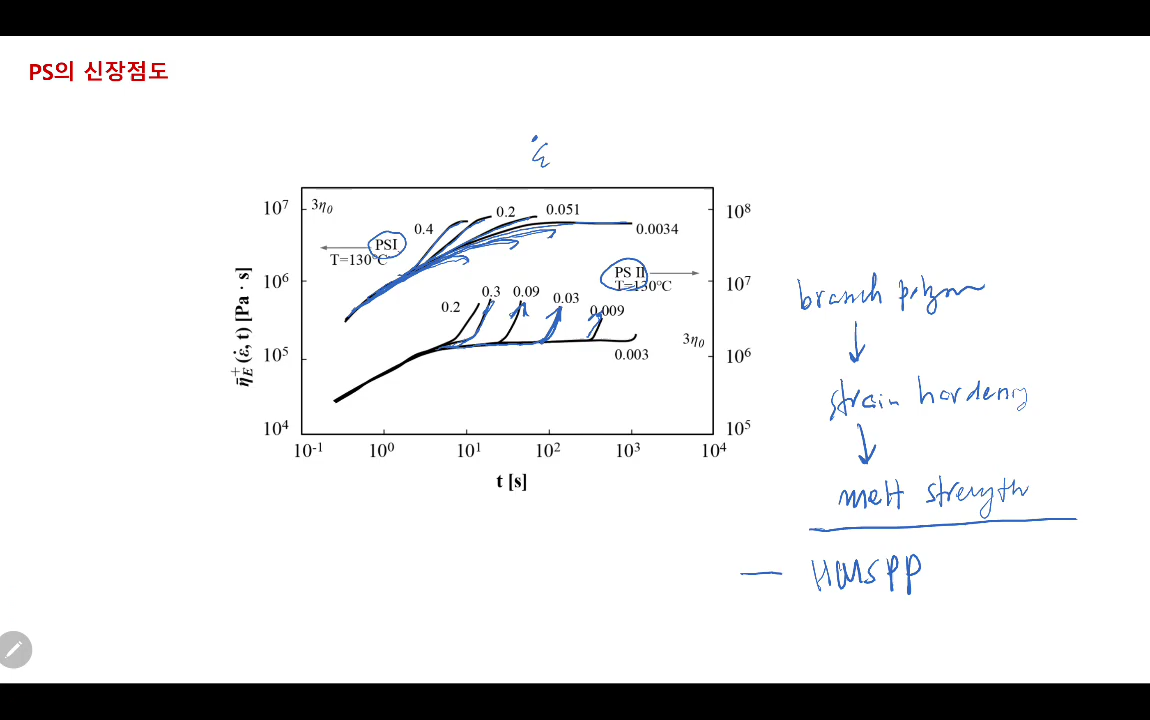 PS의 신장점도
ε̇
10⁷
3η₀
0.4
0.2
0.051
0.0034
10⁸
PSI
T=130℃
10⁶
PS II
T=130℃
10⁷
0.2
0.3
0.09
0.03
0.009
3η₀
0.003
10⁵
10⁶
10⁴
10⁵
η̄_E⁺(ε̇, t) [Pa · s]
10⁻¹
10⁰
10¹
10²
10³
10⁴
t [s]
branch
strain hardening
melt strength
HMSPP